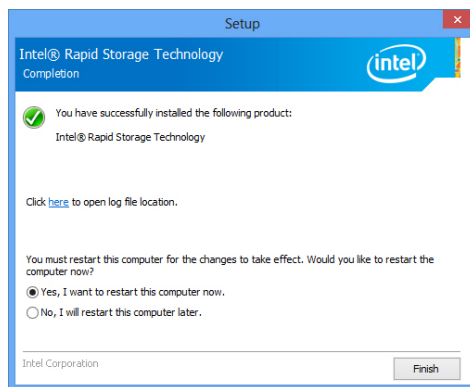 Setup
Intel® Rapid Storage Technology
Completion
intel
You have successfully installed the following product:
Intel® Rapid Storage Technology
Click here to open log file location.
You must restart this computer for the changes to take effect. Would you like to restart the
computer now?
Yes, I want to restart this computer now.
No, I will restart this computer later.
Intel Corporation
Finish